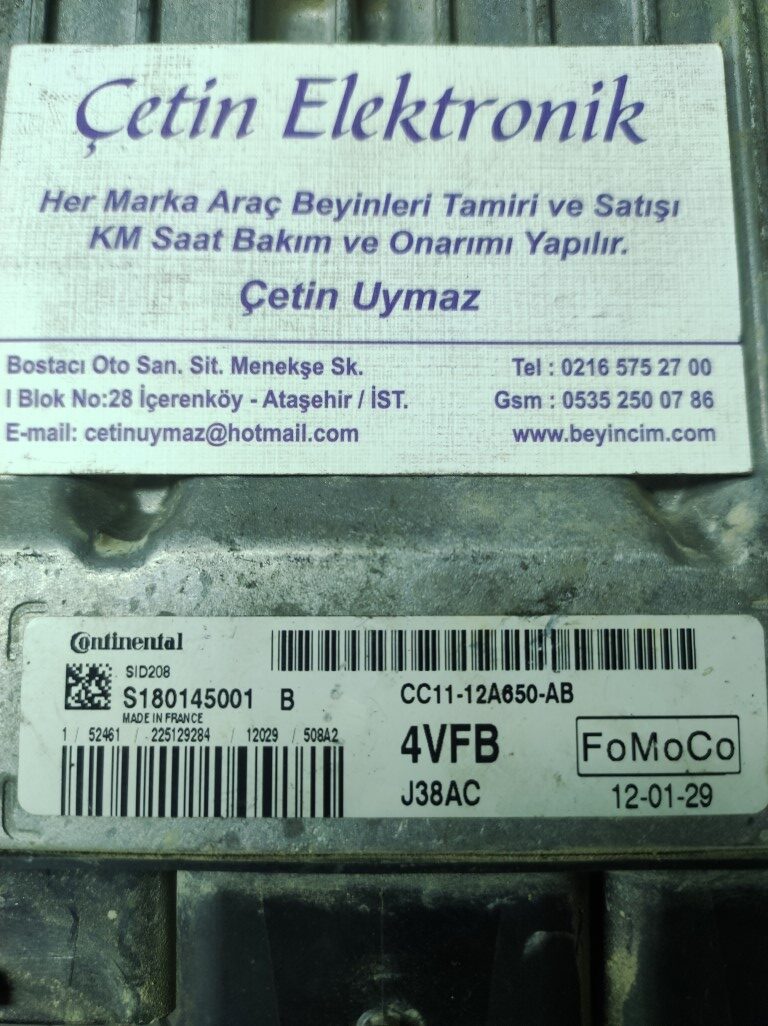 Çetin Elektronik
Her Marka Araç Beyinleri Tamiri ve Satışı
KM Saat Bakım ve Onarımı Yapılır.
Çetin Uymaz
Bostacı Oto San. Sit. Menekşe Sk.
I Blok No:28 İçerenköy - Ataşehir / İST.
E-mail: cetinuymaz@hotmail.com
Tel : 0216 575 27 00
Gsm : 0535 250 07 86
www.beyincim.com
Continental
SID208
S180145001 B
MADE IN FRANCE
1 / 52461 / 225129284 / 12029 / 508A2
CC11-12A650-AB
4VFB
J38AC
FoMoCo
12-01-29